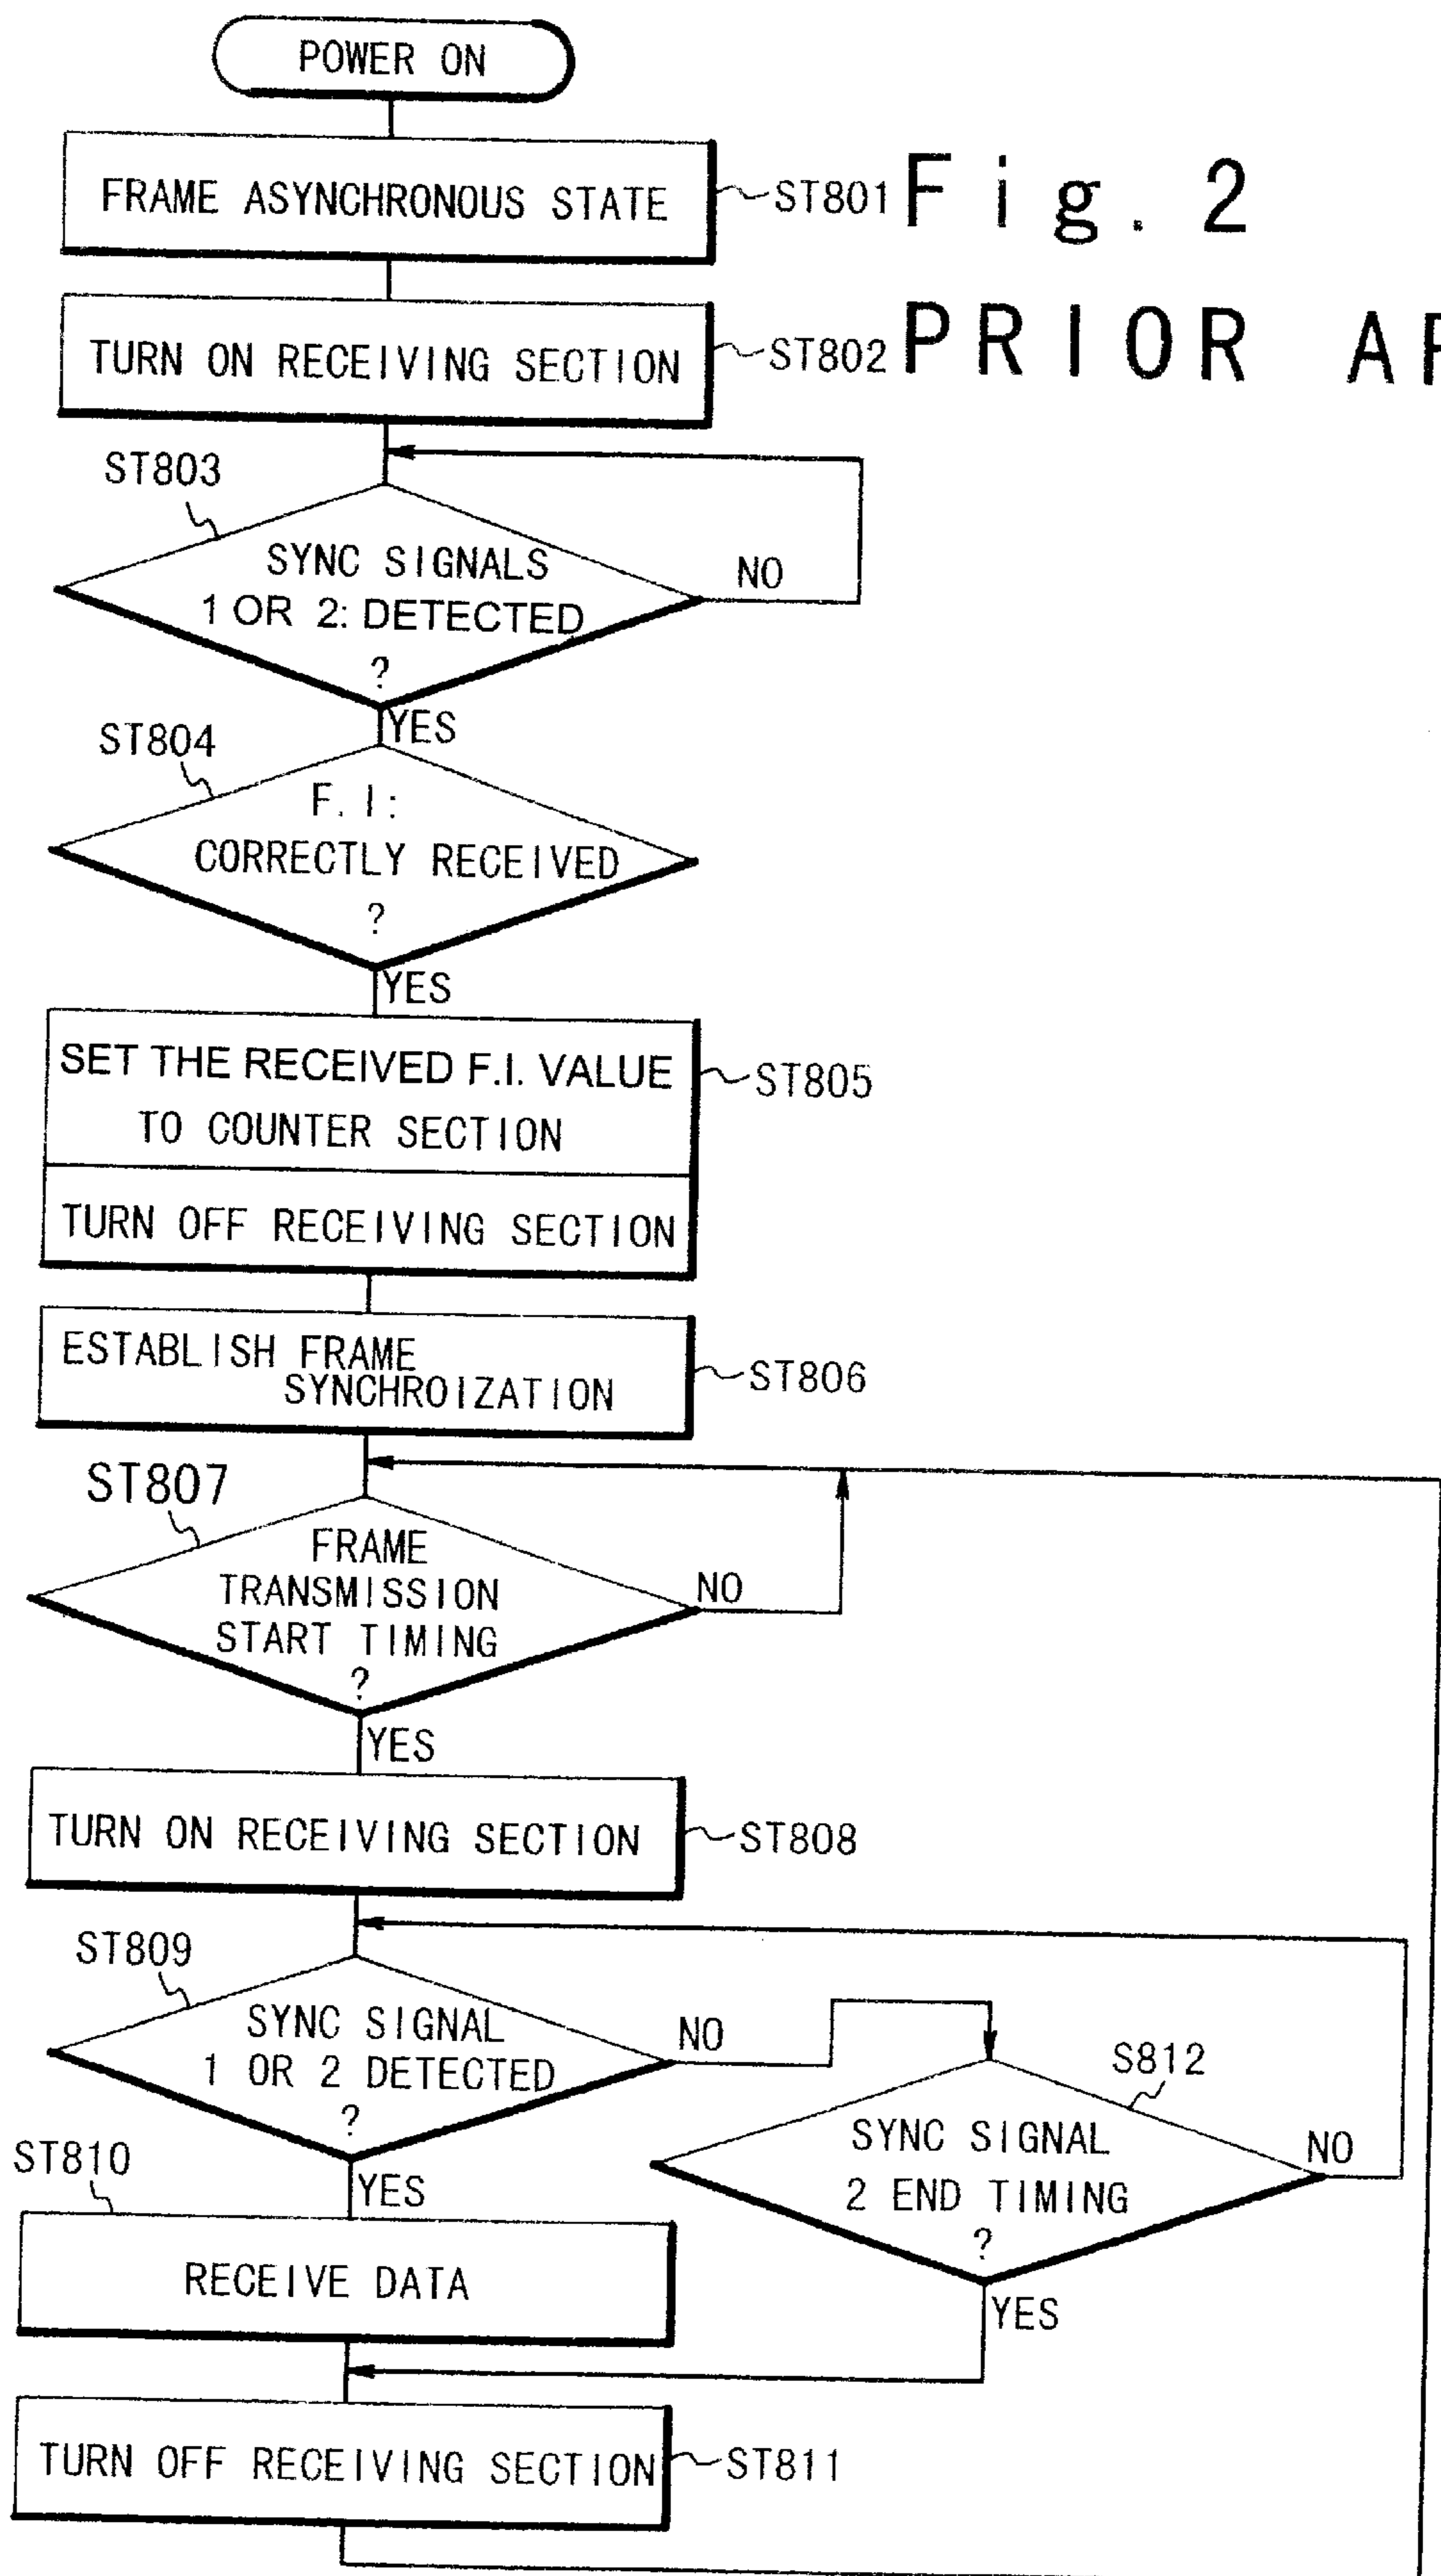 POWER ON
FRAME ASYNCHRONOUS STATE
ST801
Fig. 2
TURN ON RECEIVING SECTION
ST802
PRIOR
ST803
SYNC SIGNALS
1 OR 2: DETECTED
?
NO
YES
ST804
F. I:
CORRECTLY RECEIVED
?
YES
SET THE RECEIVED F.I. VALUE
TO COUNTER SECTION
ST805
TURN OFF RECEIVING SECTION
ESTABLISH FRAME
SYNCHROIZATION
ST806
ST807
FRAME
TRANSMISSION
START TIMING
?
NO
YES
TURN ON RECEIVING SECTION
ST808
ST809
SYNC SIGNAL
1 OR 2 DETECTED
?
NO
YES
S812
SYNC SIGNAL
2 END TIMING
?
NO
YES
ST810
RECEIVE DATA
TURN OFF RECEIVING SECTION
ST811